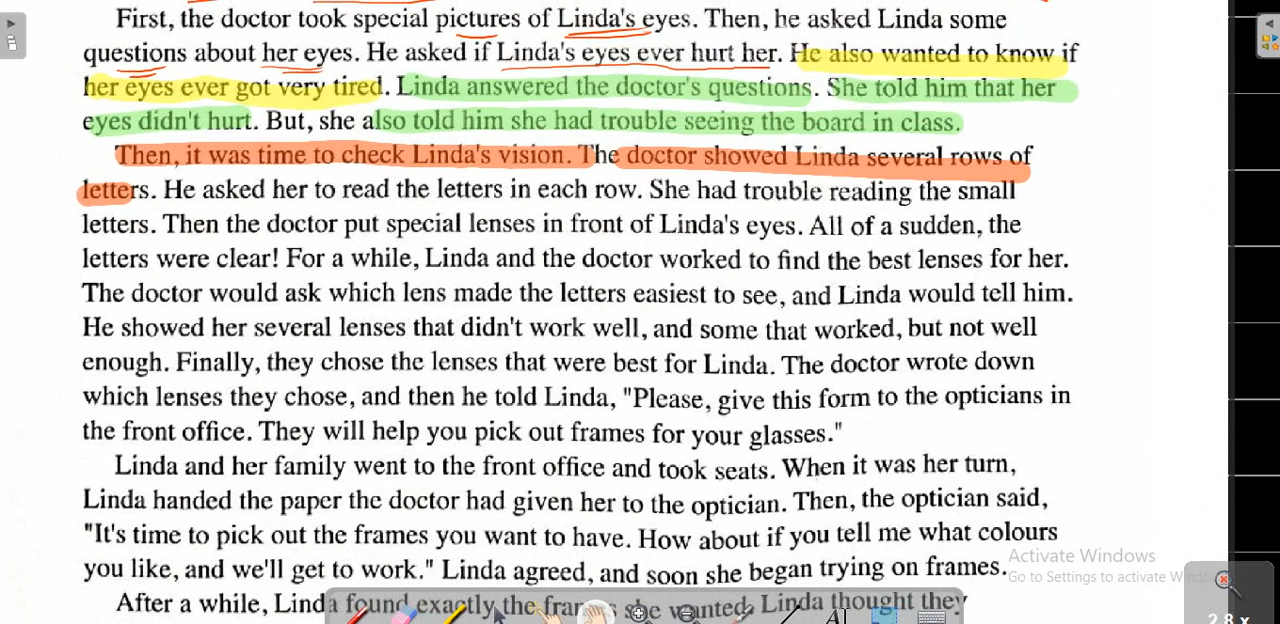 First, the doctor took special pictures of Linda's eyes. Then, he asked Linda some
questions about her eyes. He asked if Linda's eyes ever hurt her. He also wanted to know if
her eyes ever got very tired. Linda answered the doctor's questions. She told him that her
eyes didn't hurt. But, she also told him she had trouble seeing the board in class.
Then, it was time to check Linda's vision. The doctor showed Linda several rows of
letters. He asked her to read the letters in each row. She had trouble reading the small
letters. Then the doctor put special lenses in front of Linda's eyes. All of a sudden, the
letters were clear! For a while, Linda and the doctor worked to find the best lenses for her.
The doctor would ask which lens made the letters easiest to see, and Linda would tell him.
He showed her several lenses that didn't work well, and some that worked, but not well
enough. Finally, they chose the lenses that were best for Linda. The doctor wrote down
which lenses they chose, and then he told Linda, "Please, give this form to the opticians in
the front office. They will help you pick out frames for your glasses."
Linda and her family went to the front office and took seats. When it was her turn,
Linda handed the paper the doctor had given her to the optician. Then, the optician said,
"It's time to pick out the frames you want to have. How about if you tell me what colours
you like, and we'll get to work." Linda agreed, and soon she began trying on frames.
After a while, Linda found exactly the she wanted. Linda thought they
Activate Windows
Go to Settings to activate
2.8 x